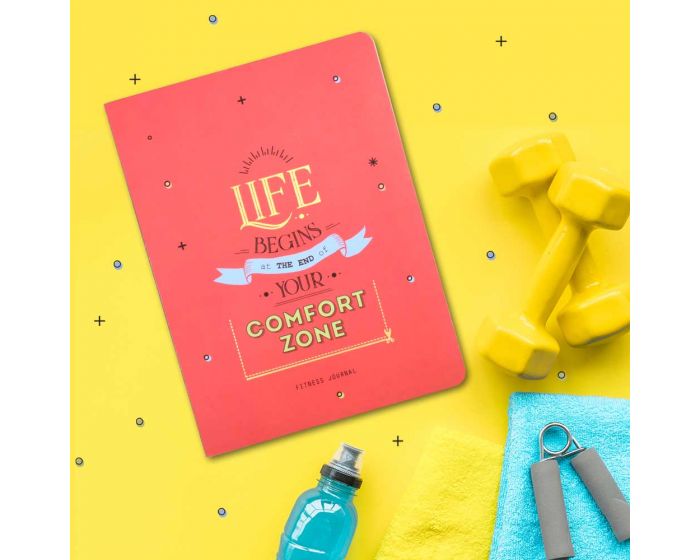 LIFE
BEGINS
at THE END of
YOUR
COMFORT
ZONE
FITNESS JOURNAL